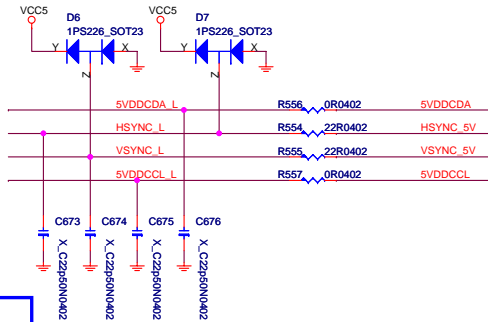 VCC5 D6 VCC5 D7
1PS226_SOT23 1PS226_SOT23
Y X Y X
Z Z
5VDDCDA_L R556 0R0402 5VDDCDA
HSYNC_L R554 22R0402 HSYNC_5V
VSYNC_L R555 22R0402 VSYNC_5V
5VDDCCL_L R557 0R0402 5VDDCCL
C673 C674 C675 C676
X_C22p50N0402 X_C22p50N0402 X_C22p50N0402 X_C22p50N0402